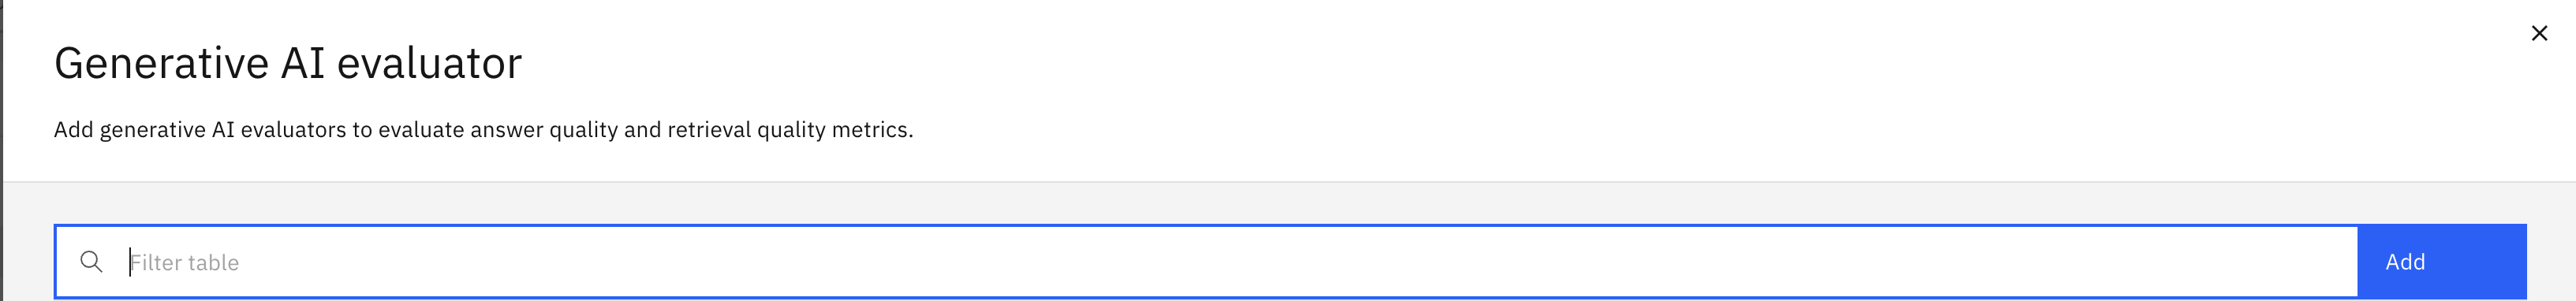 Generative AI evaluator
Add generative AI evaluators to evaluate answer quality and retrieval quality metrics.
Filter table
Add